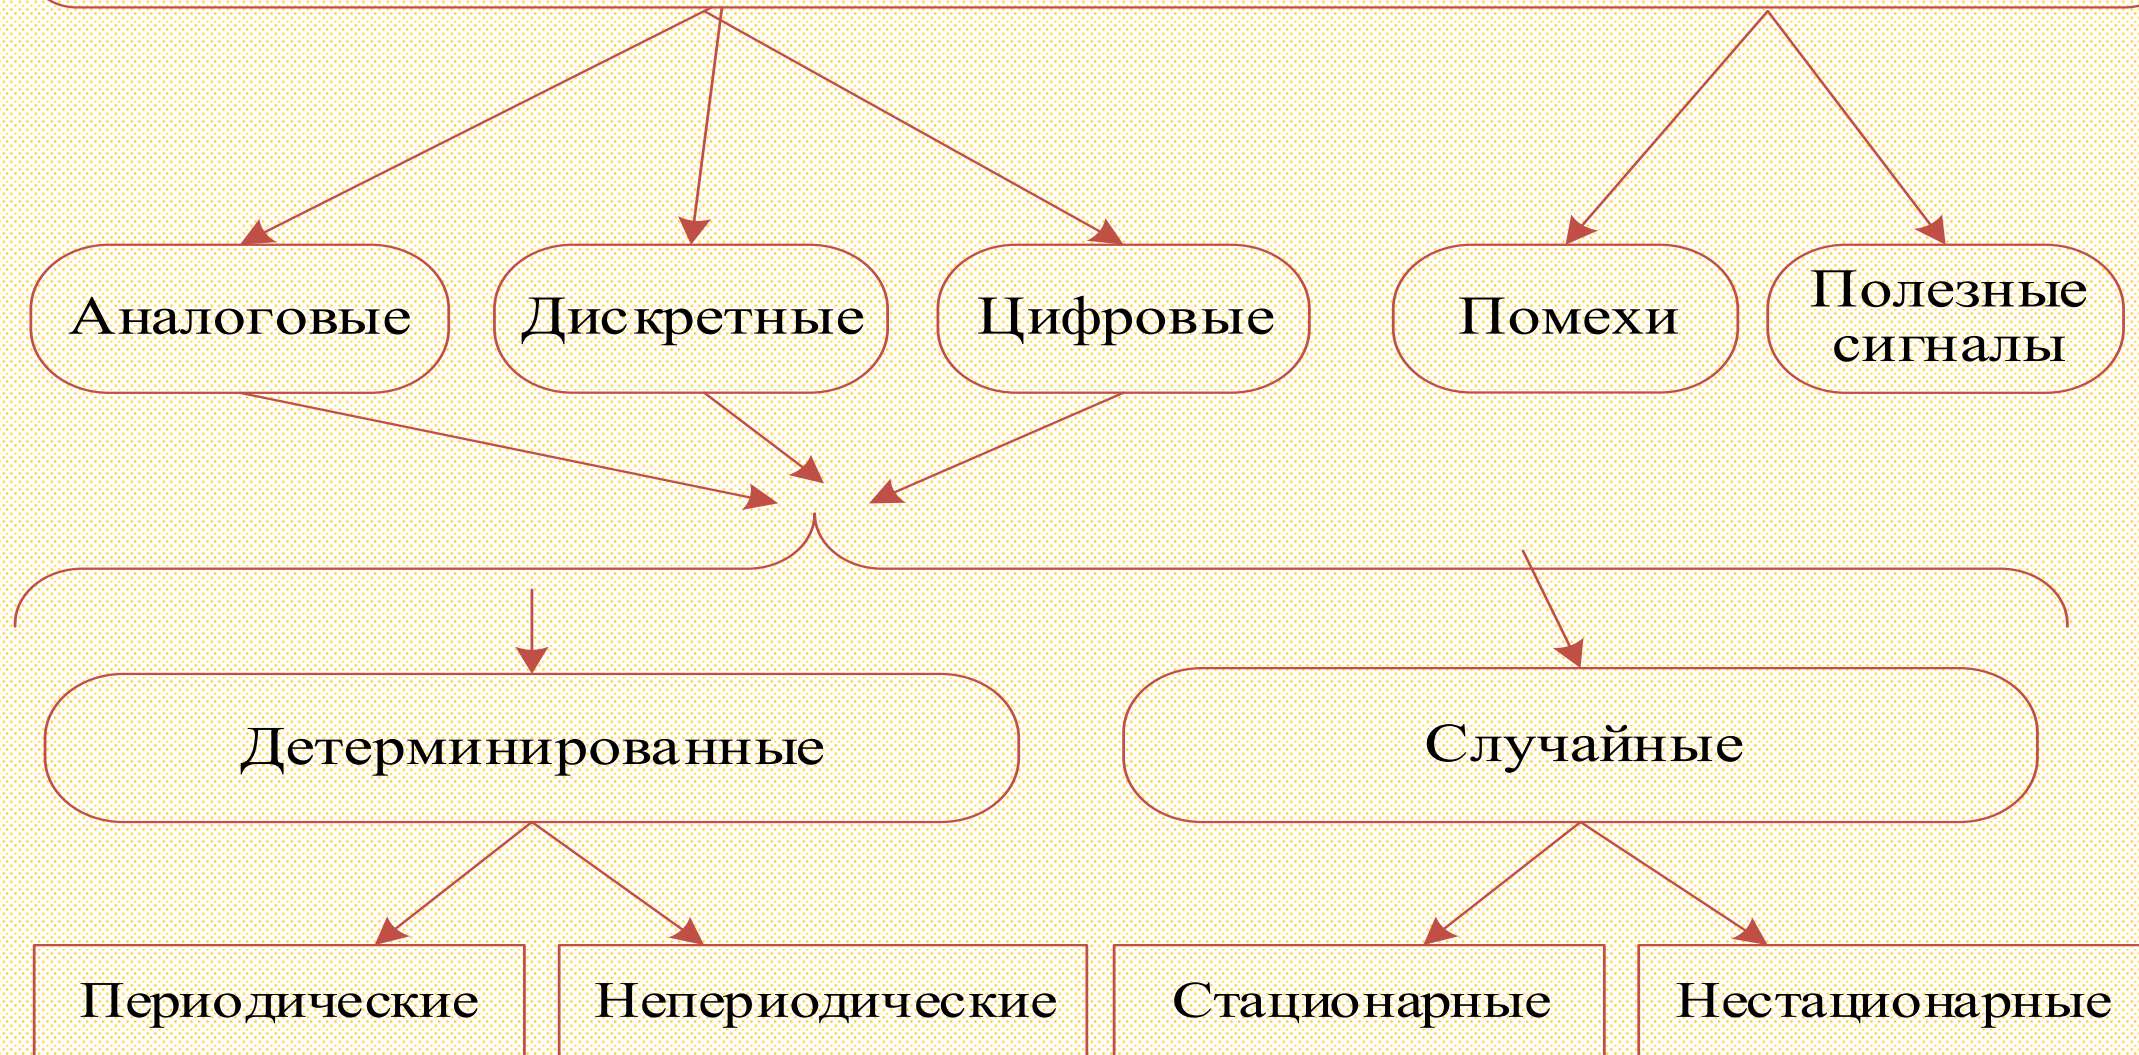 Аналоговые
Дискретные
Цифровые
Помехи
Полезные
сигналы
Детерминированные
Случайные
Периодические
Непериодические
Стационарные
Нестационарные